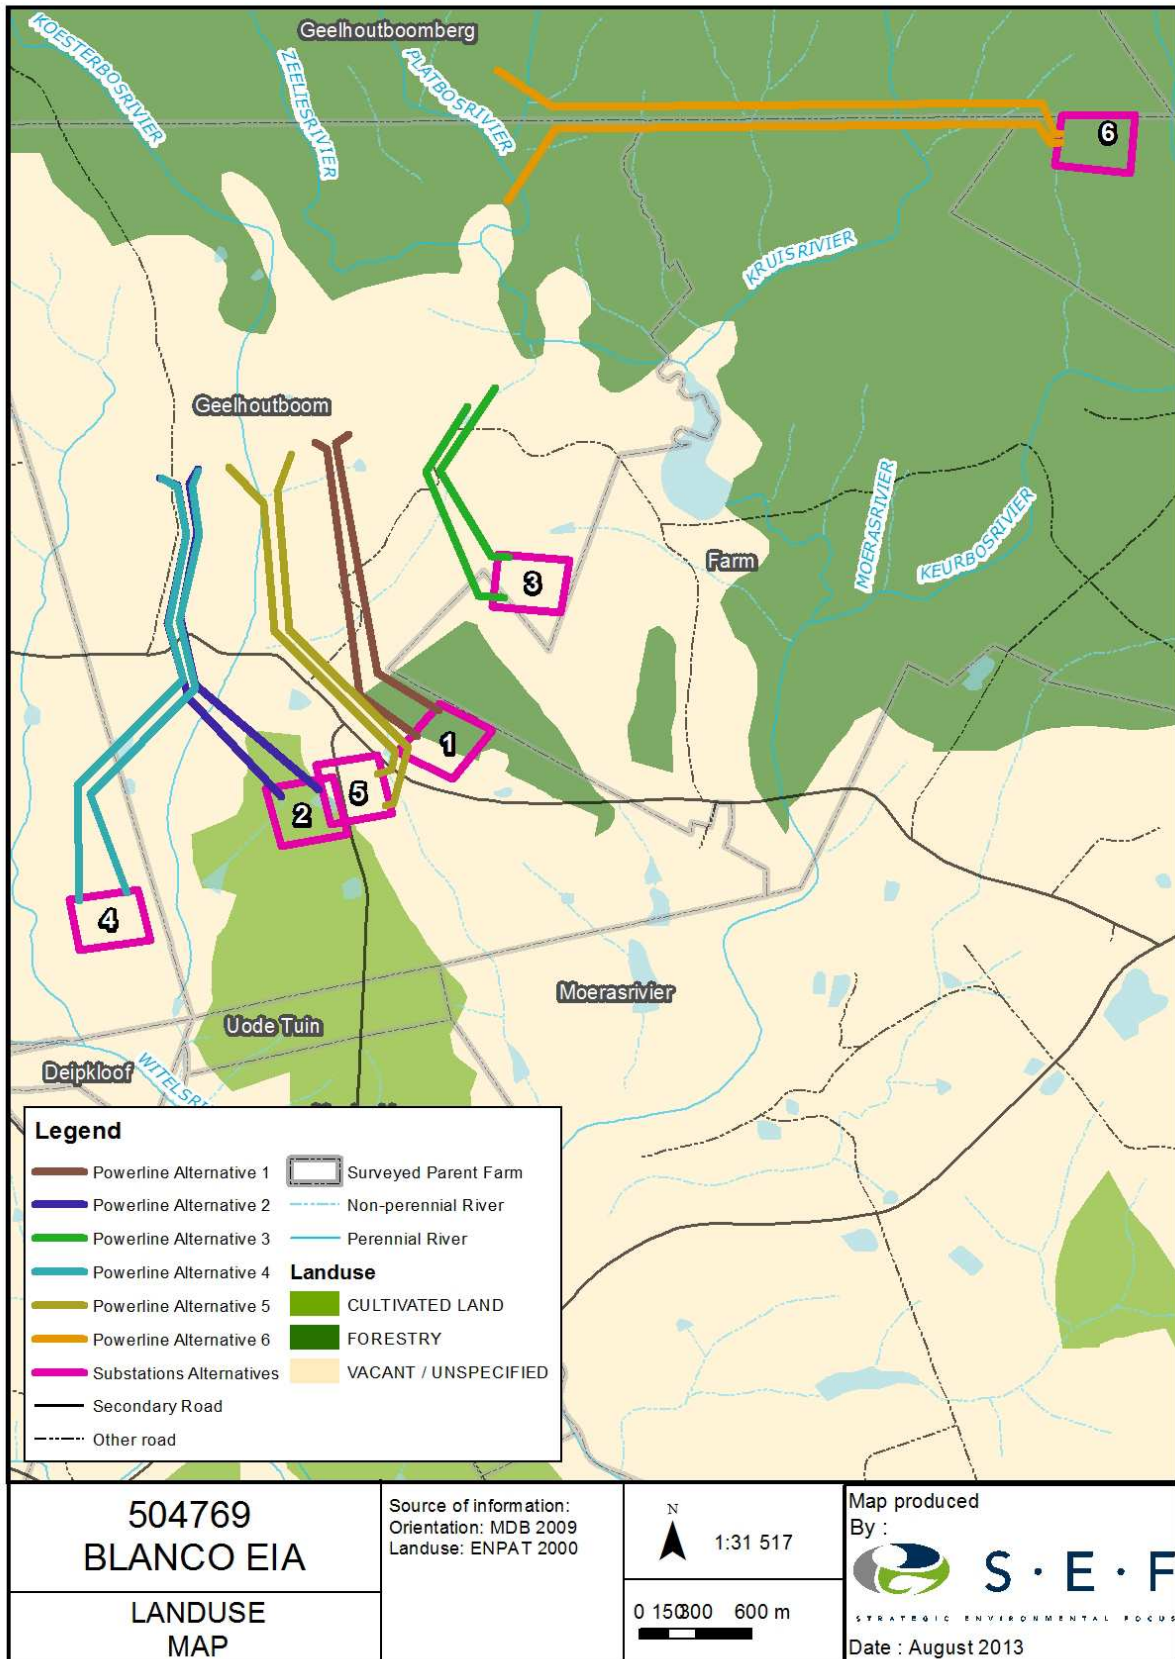 Geelhoutboomberg
KOESTERBOSRIVIER
ZEELIESRIVIER
PLATBOSRIVIER
6
KRUISRIVIER
Geelhoutboom
MOERASRIVIER
KEURBOSRIVIER
Farm
3
1
5
2
4
Moerasrivier
Uode Tuin
Deipkloof
WITELSRI
Legend
Powerline Alternative 1
Powerline Alternative 2
Powerline Alternative 3
Powerline Alternative 4
Powerline Alternative 5
Powerline Alternative 6
Substations Alternatives
Secondary Road
Other road
Surveyed Parent Farm
Non-perennial River
Perennial River
Landuse
CULTIVATED LAND
FORESTRY
VACANT / UNSPECIFIED
504769
BLANCO EIA
LANDUSE
MAP
Source of information:
Orientation: MDB 2009
Landuse: ENPAT 2000
N
1:31 517
0 150300 600 m
Map produced
By :
S·E·F
STRATEGIC ENVIRONMENTAL FOCUS
Date : August 2013